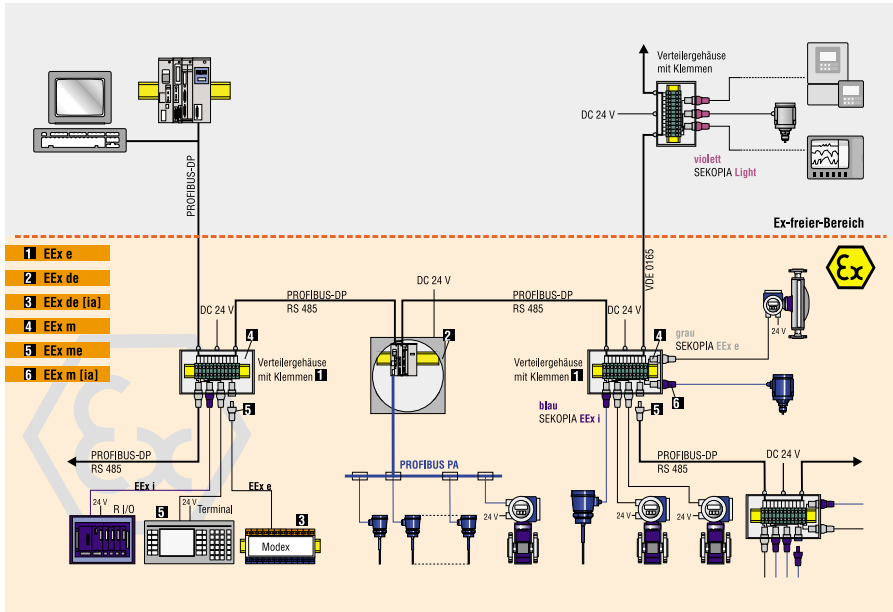 Verteilergehäuse
mit Klemmen
DC 24 V
violett
SEKOPIA Light
PROFIBUS-DP
Ex-freier-Bereich
1 EEx e
2 EEx de
3 EEx de [ia]
4 EEx m
5 EEx me
6 EEx m [ia]
Ex
VDE 0165
DC 24 V
PROFIBUS-DP
RS 485
DC 24 V
PROFIBUS-DP
RS 485
DC 24 V
24 V
grau
SEKOPIA EEx e
4
2
4
Verteilergehäuse
mit Klemmen 1
Verteilergehäuse
mit Klemmen 1
5
blau
SEKOPIA EEx i
5
6
PROFIBUS-DP
RS 485
PROFIBUS PA
PROFIBUS-DP
RS 485
DC 24 V
EEx i
EEx e
24 V
R I/O
5
24 V
Terminal
3
Modex
24 V
24 V
24 V
Ex